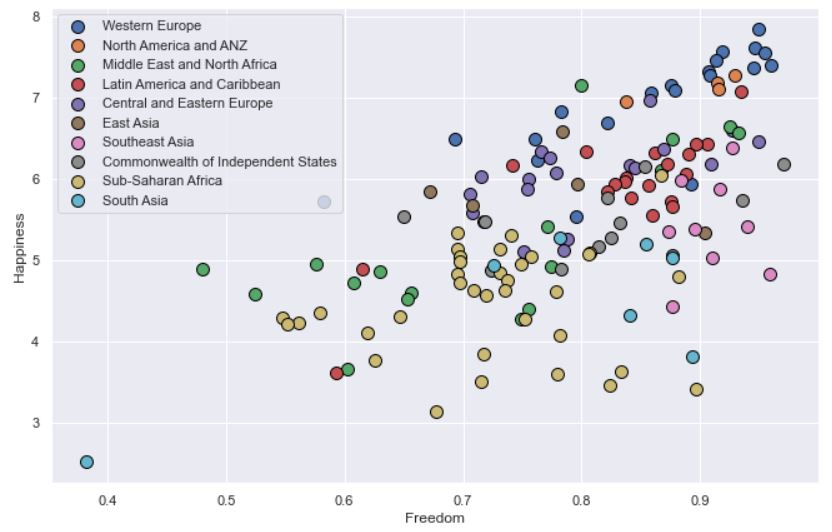 8
7
6
5
4
3
Happiness
Western Europe
North America and ANZ
Middle East and North Africa
Latin America and Caribbean
Central and Eastern Europe
East Asia
Southeast Asia
Commonwealth of Independent States
Sub-Saharan Africa
South Asia
0.4 0.5 0.6 0.7 0.8 0.9
Freedom